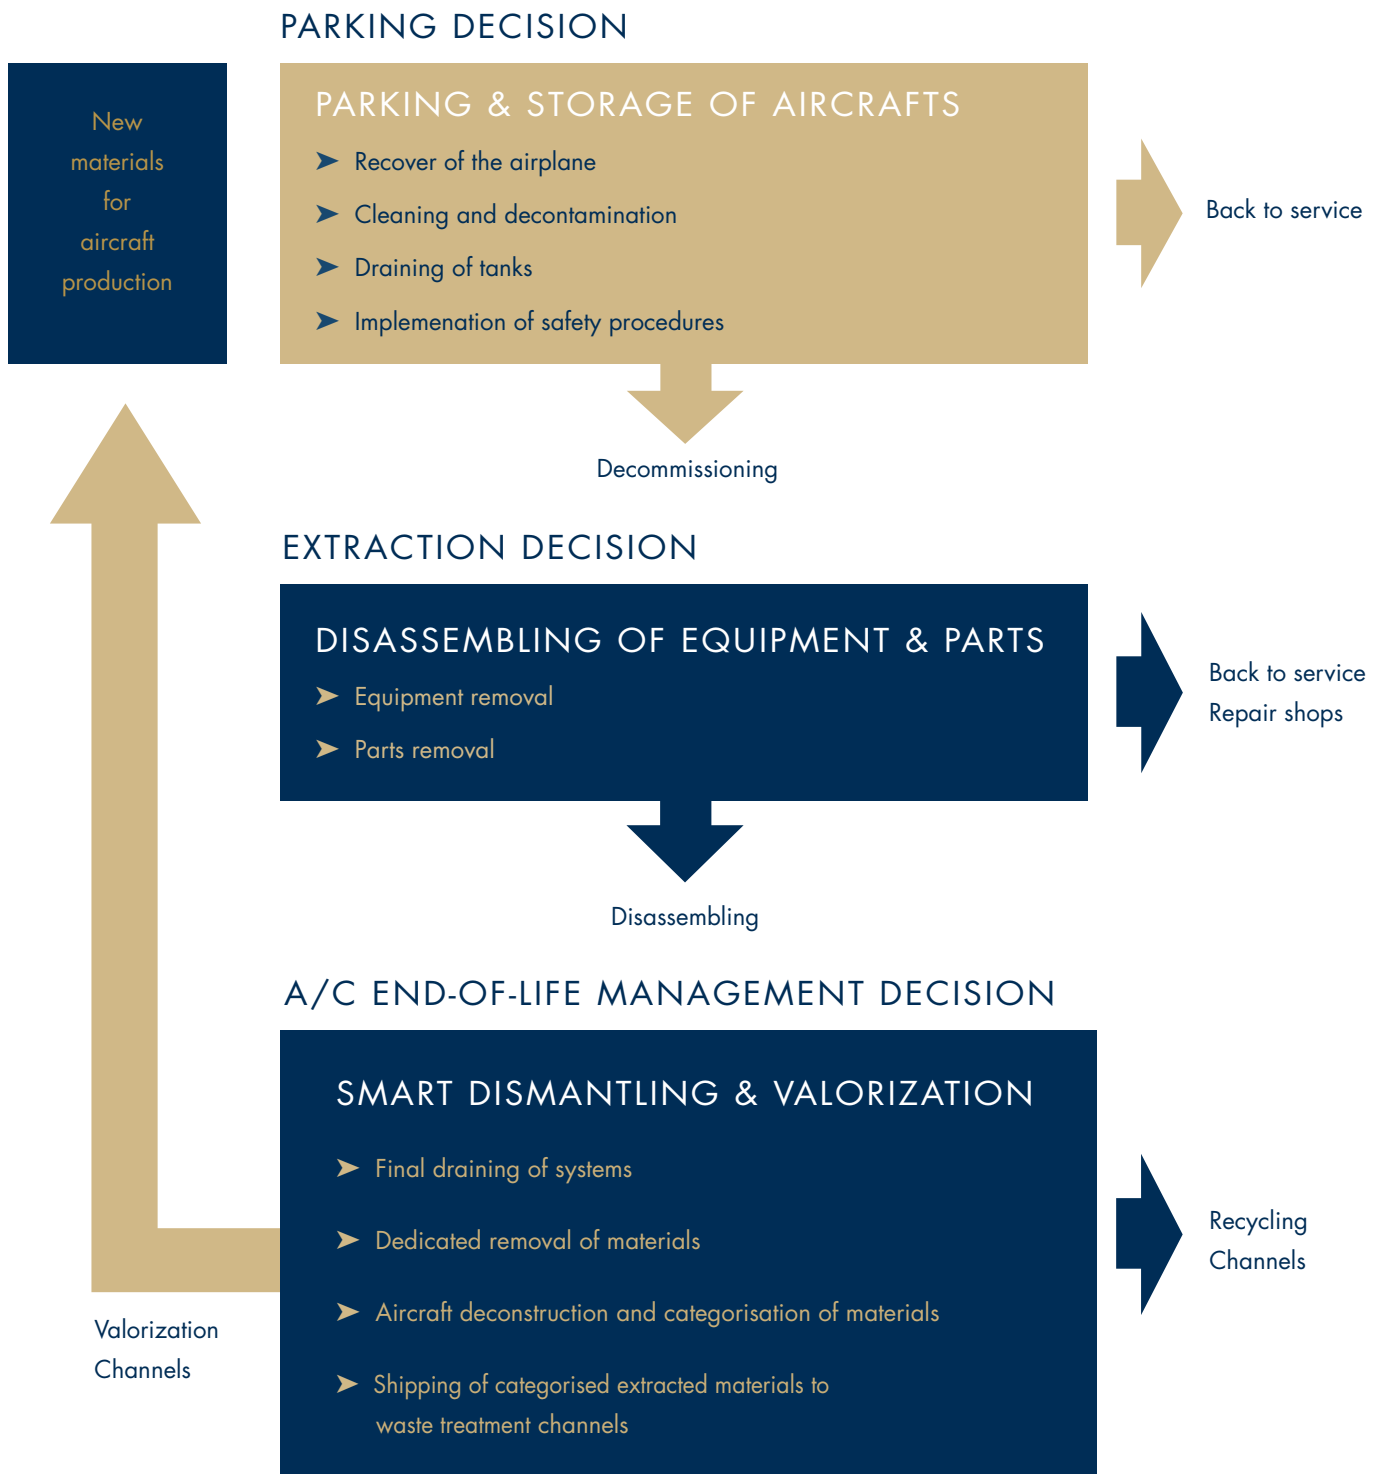 PARKING DECISION
New
materials
for
aircraft
production
PARKING & STORAGE OF AIRCRAFTS
➤ Recover of the airplane
➤ Cleaning and decontamination
➤ Draining of tanks
➤ Implemenation of safety procedures
Back to service
Decommissioning
EXTRACTION DECISION
DISASSEMBLING OF EQUIPMENT & PARTS
➤ Equipment removal
➤ Parts removal
Back to service
Repair shops
Disassembling
A/C END-OF-LIFE MANAGEMENT DECISION
SMART DISMANTLING & VALORIZATION
➤ Final draining of systems
➤ Dedicated removal of materials
➤ Aircraft deconstruction and categorisation of materials
➤ Shipping of categorised extracted materials to
waste treatment channels
Recycling
Channels
Valorization
Channels